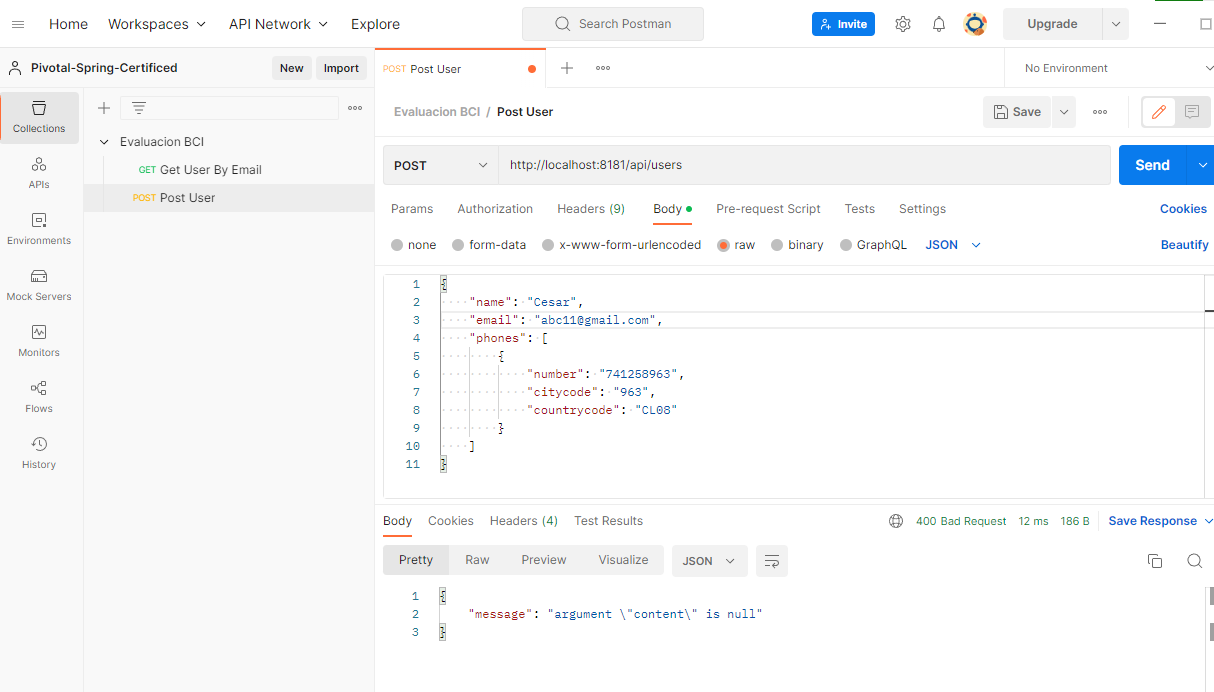 Home Workspaces API Network Explore Search Postman Invite Upgrade
Pivotal-Spring-Certificed New Import POST Post User No Environment
Collections
APIs
Environments
Mock Servers
Monitors
Flows
History
Evaluacion BCI
GET Get User By Email
POST Post User
Evaluacion BCI / Post User Save
POST http://localhost:8181/api/users Send
Params Authorization Headers (9) Body Pre-request Script Tests Settings Cookies
none form-data x-www-form-urlencoded raw binary GraphQL JSON Beautify
1 {
2 "name": "Cesar",
3 "email": "abc11@gmail.com",
4 "phones": [
5 {
6 "number": "741258963",
7 "citycode": "963",
8 "countrycode": "CL08"
9 }
10 ]
11 }
Body Cookies Headers (4) Test Results 400 Bad Request 12 ms 186 B Save Response
Pretty Raw Preview Visualize JSON
1 {
2 "message": "argument \"content\" is null"
3 }